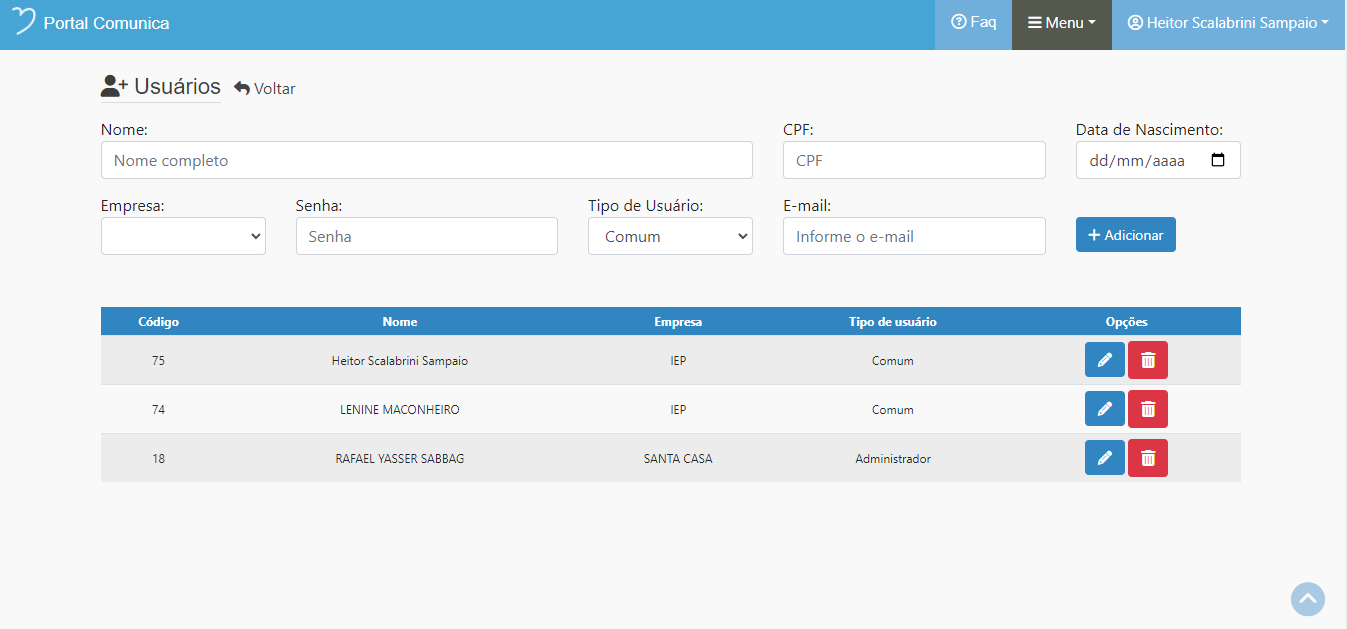 Portal Comunica Faq Menu Heitor Scalabrini Sampaio
Usuários Voltar
Nome: CPF: Data de Nascimento:
Nome completo CPF dd/mm/aaaa
Empresa: Senha: Tipo de Usuário: E-mail:
Senha Comum Informe o e-mail + Adicionar
Código Nome Empresa Tipo de usuário Opções
75 Heitor Scalabrini Sampaio IEP Comum
74 LENINE MACONHEIRO IEP Comum
18 RAFAEL YASSER SABBAG SANTA CASA Administrador